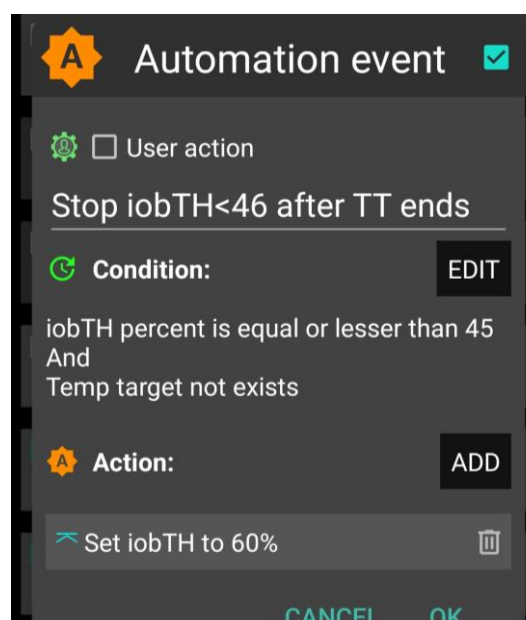 A Automation event
User action
Stop iobTH<46 after TT ends
Condition: EDIT
iobTH percent is equal or lesser than 45
And
Temp target not exists
A Action: ADD
Set iobTH to 60%
CANCEL OK